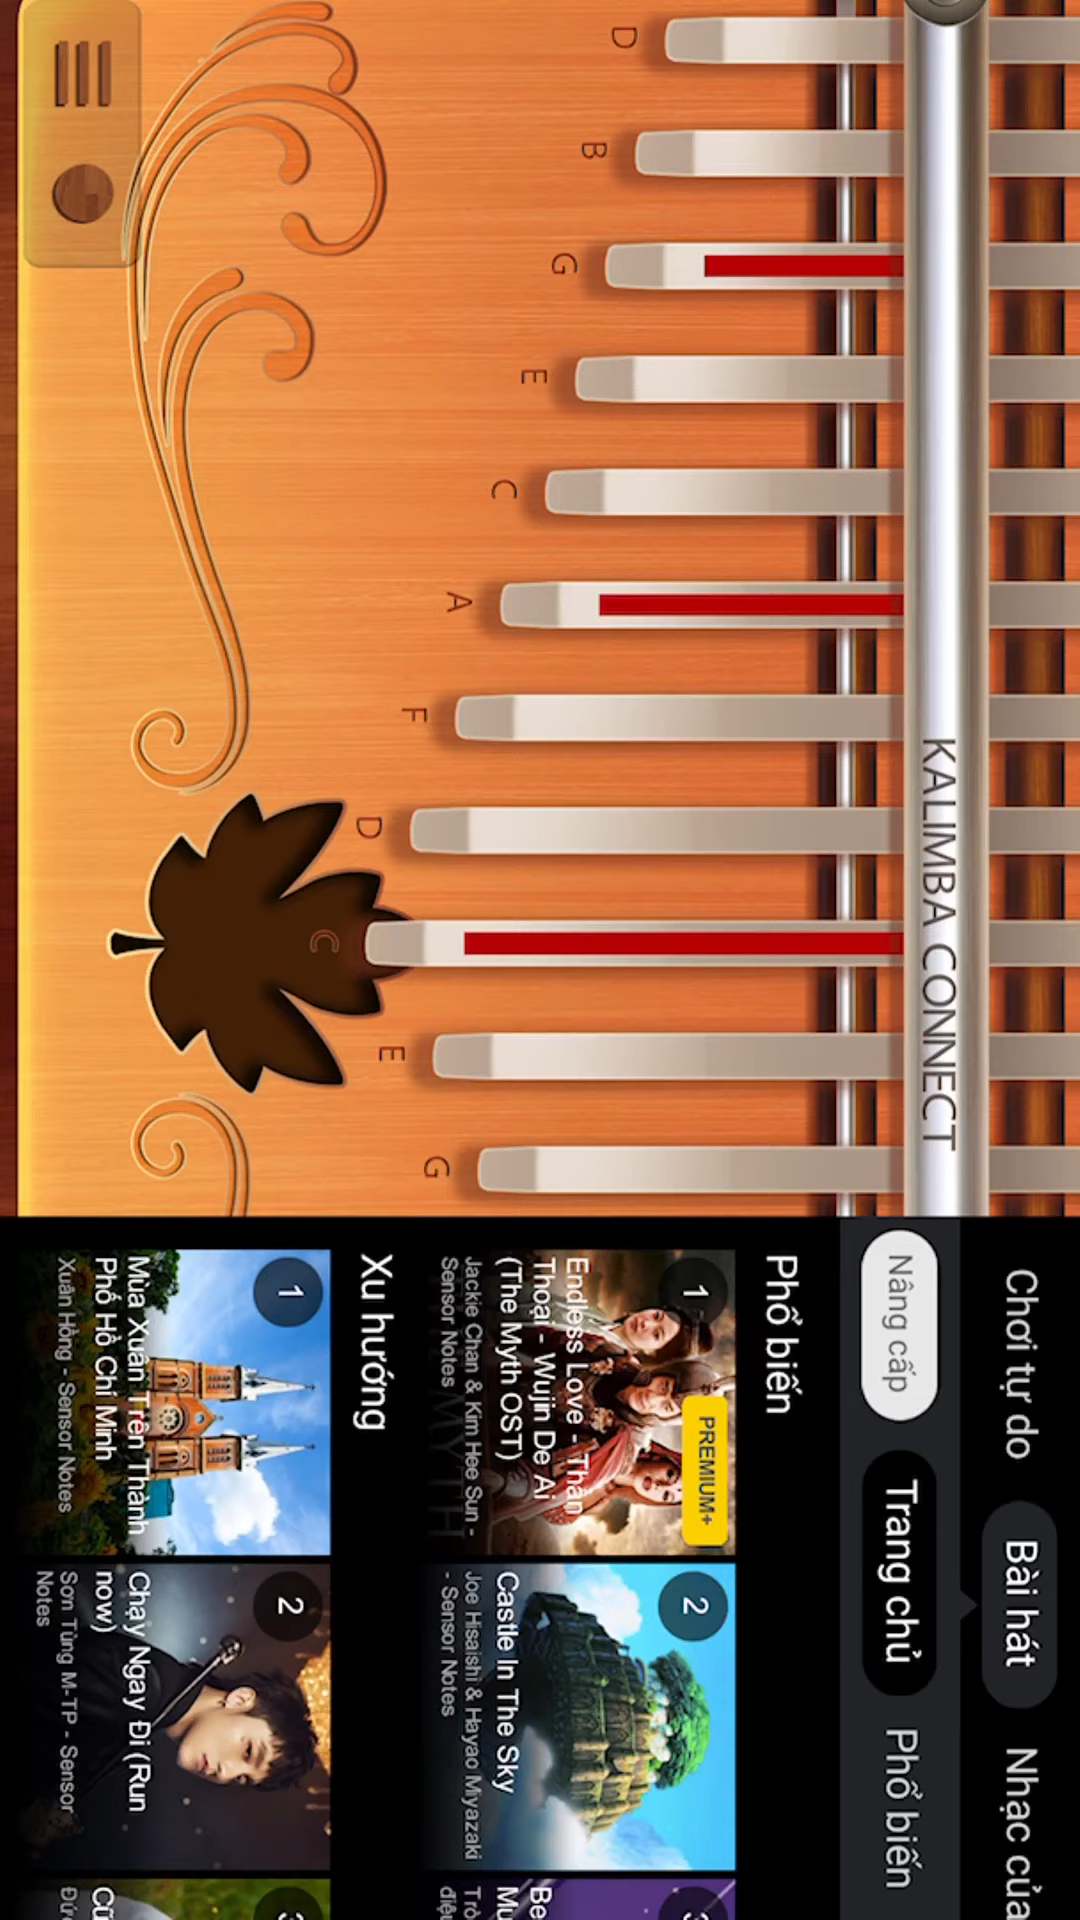 D
B
G
E
C
A
F
D
C
E
G
KALIMBA CONNECT
Chơi tự do
Bài hát
Nhạc của
Nâng cấp
Trang chủ
Phổ biến
Phổ biến
1
PREMIUM+
Endless Love - Thần
Thoại - Wujin De Ai
(The Myth OST)
Jackie Chan & Kim Hee Sun -
Sensor Notes
2
Castle In The Sky
Joe Hisaishi & Hayao Miyazaki
- Sensor Notes
3
Xu hướng
1
Mùa Xuân Trên Thành
Phố Hồ Chí Minh
Xuân Hồng - Sensor Notes
2
Chạy Ngay Đi (Run
now)
Sơn Tùng M-TP - Sensor
Notes
3